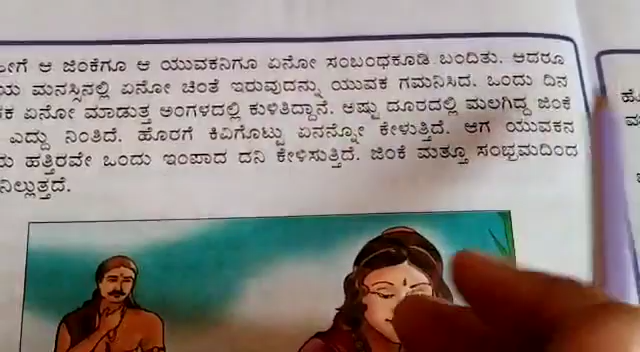 ಆ ಜಿಂಕೆಗೂ ಆ ಯುವಕನಿಗೂ ಏನೋ ಸಂಬಂಧಕೂಡಿ ಬಂದಿತು. ಆದರೂ
ಮನಸ್ಸಿನಲ್ಲಿ ಏನೋ ಚಿಂತೆ ಇರುವುದನ್ನು ಯುವಕ ಗಮನಿಸಿದ. ಒಂದು ದಿನ
ಏನೋ ಮಾಡುತ್ತ ಅಂಗಳದಲ್ಲಿ ಕುಳಿತಿದ್ದಾನೆ. ಅಷ್ಟು ದೂರದಲ್ಲಿ ಮಲಗಿದ್ದ ಜಿಂಕೆ
ಎದ್ದು ನಿಂತಿದೆ. ಹೊರಗೆ ಕಿವಿಗೊಟ್ಟು ಏನನ್ನೋ ಕೇಳುತ್ತಿದೆ. ಆಗ ಯುವಕನ
ಹತ್ತಿರವೇ ಒಂದು ಇಂಪಾದ ದನಿ ಕೇಳಿಸುತ್ತಿದೆ. ಜಿಂಕೆ ಮತ್ತೂ ಸಂಭ್ರಮದಿಂದ
ನಿಲ್ಲುತ್ತದೆ.